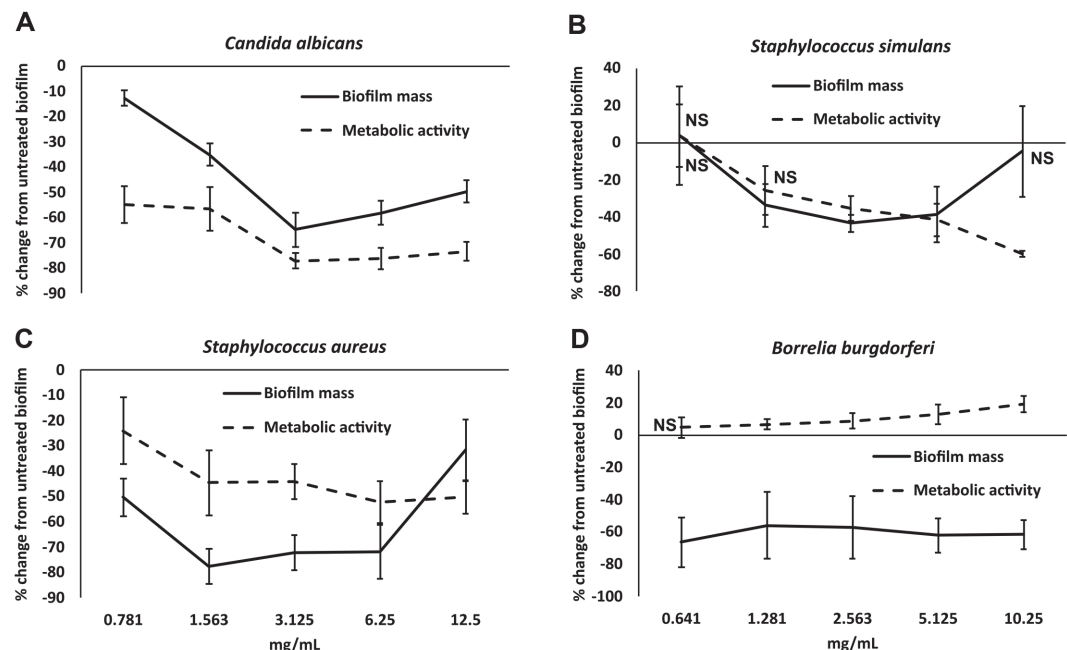 A
Candida albicans
% change from untreated biofilm
0
-10
-20
-30
-40
-50
-60
-70
-80
-90
Biofilm mass
Metabolic activity
B
Staphylococcus simulans
% change from untreated biofilm
40
20
0
-20
-40
-60
-80
Biofilm mass
Metabolic activity
NS
NS
NS
NS
C
Staphylococcus aureus
% change from untreated biofilm
0
-10
-20
-30
-40
-50
-60
-70
-80
-90
Biofilm mass
Metabolic activity
0.781 1.563 3.125 6.25 12.5
mg/mL
D
Borrelia burgdorferi
% change from untreated biofilm
40
20
0
-20
-40
-60
-80
-100
NS
Biofilm mass
Metabolic activity
0.641 1.281 2.563 5.125 10.25
mg/mL